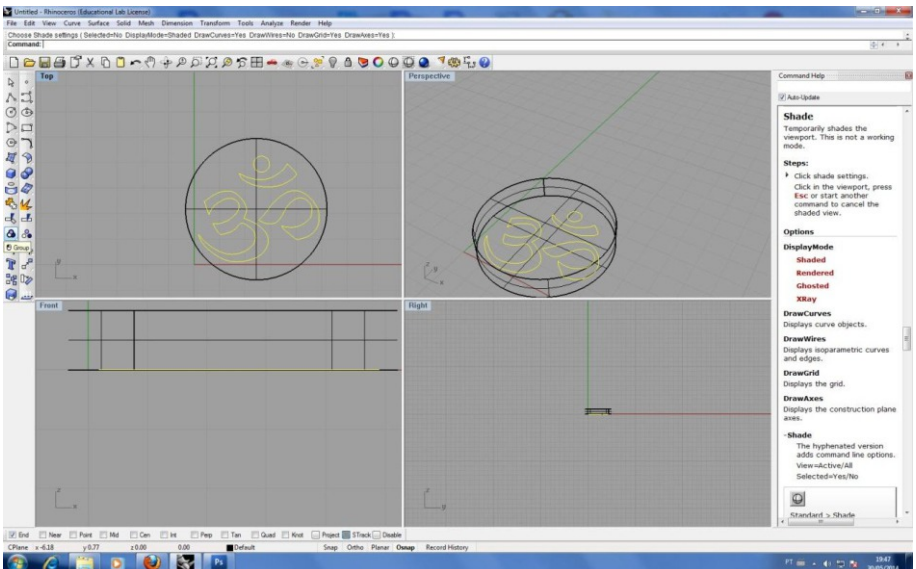 Untitled - Rhinoceros (Educational Lab License)
File Edit View Curve Surface Solid Mesh Dimension Transform Tools Analyze Render Help
Choose Shade settings ( Selected=No DisplayMode=Shaded DrawCurves=Yes DrawWires=No DrawGrid=Yes DrawAxes=Yes ):
Command:
Top
Perspective
Command Help
Auto-Update
Shade
Temporarily shades the
viewport. This is not a working
mode.
Steps:
Click shade settings.
Click in the viewport, press
Esc or start another
command to cancel the
shaded view.
Options
DisplayMode
Shaded
Rendered
Ghosted
XRay
DrawCurves
Displays curve objects.
DrawWires
Displays isoparametric curves
and edges.
DrawGrid
Displays the grid.
DrawAxes
Displays the construction plane
axes.
-Shade
The hyphenated version
adds command line options.
View=Active/All
Selected=Yes/No
Standard > Shade
Group
y
x
z
y
x
Front
Right
z
x
z
y
End Near Point Mid Cen Int Perp Tan Quad Knot Project STrack Disable
CPlane x -6.18 y 0.77 z 0.00 0.00 Default Snap Ortho Planar Osnap Record History
Ps
PT
19:47
30/05/2014